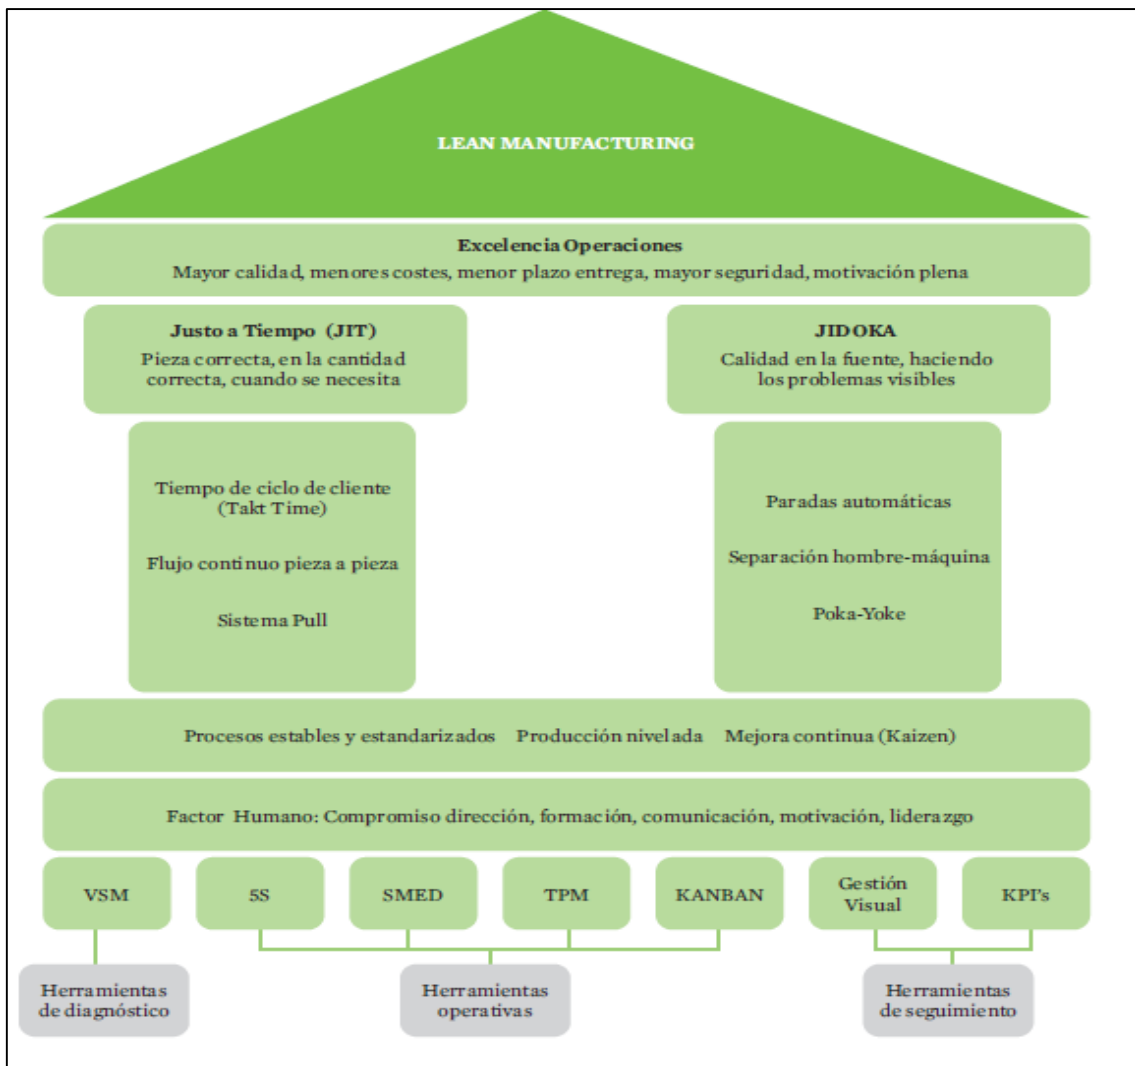 LEAN MANUFACTURING
Excelencia Operaciones
Mayor calidad, menores costes, menor plazo entrega, mayor seguridad, motivación plena
Justo a Tiempo (JIT)
Pieza correcta, en la cantidad
correcta, cuando se necesita
JIDOKA
Calidad en la fuente, haciendo
los problemas visibles
Tiempo de ciclo de cliente
(Takt Time)
Flujo continuo pieza a pieza
Sistema Pull
Paradas automáticas
Separación hombre-máquina
Poka-Yoke
Procesos estables y estandarizados Producción nivelada Mejora continua (Kaizen)
Factor Humano: Compromiso dirección, formación, comunicación, motivación, liderazgo
VSM
5S
SMED
TPM
KANBAN
Gestión
Visual
KPI's
Herramientas
de diagnóstico
Herramientas
operativas
Herramientas
de seguimiento